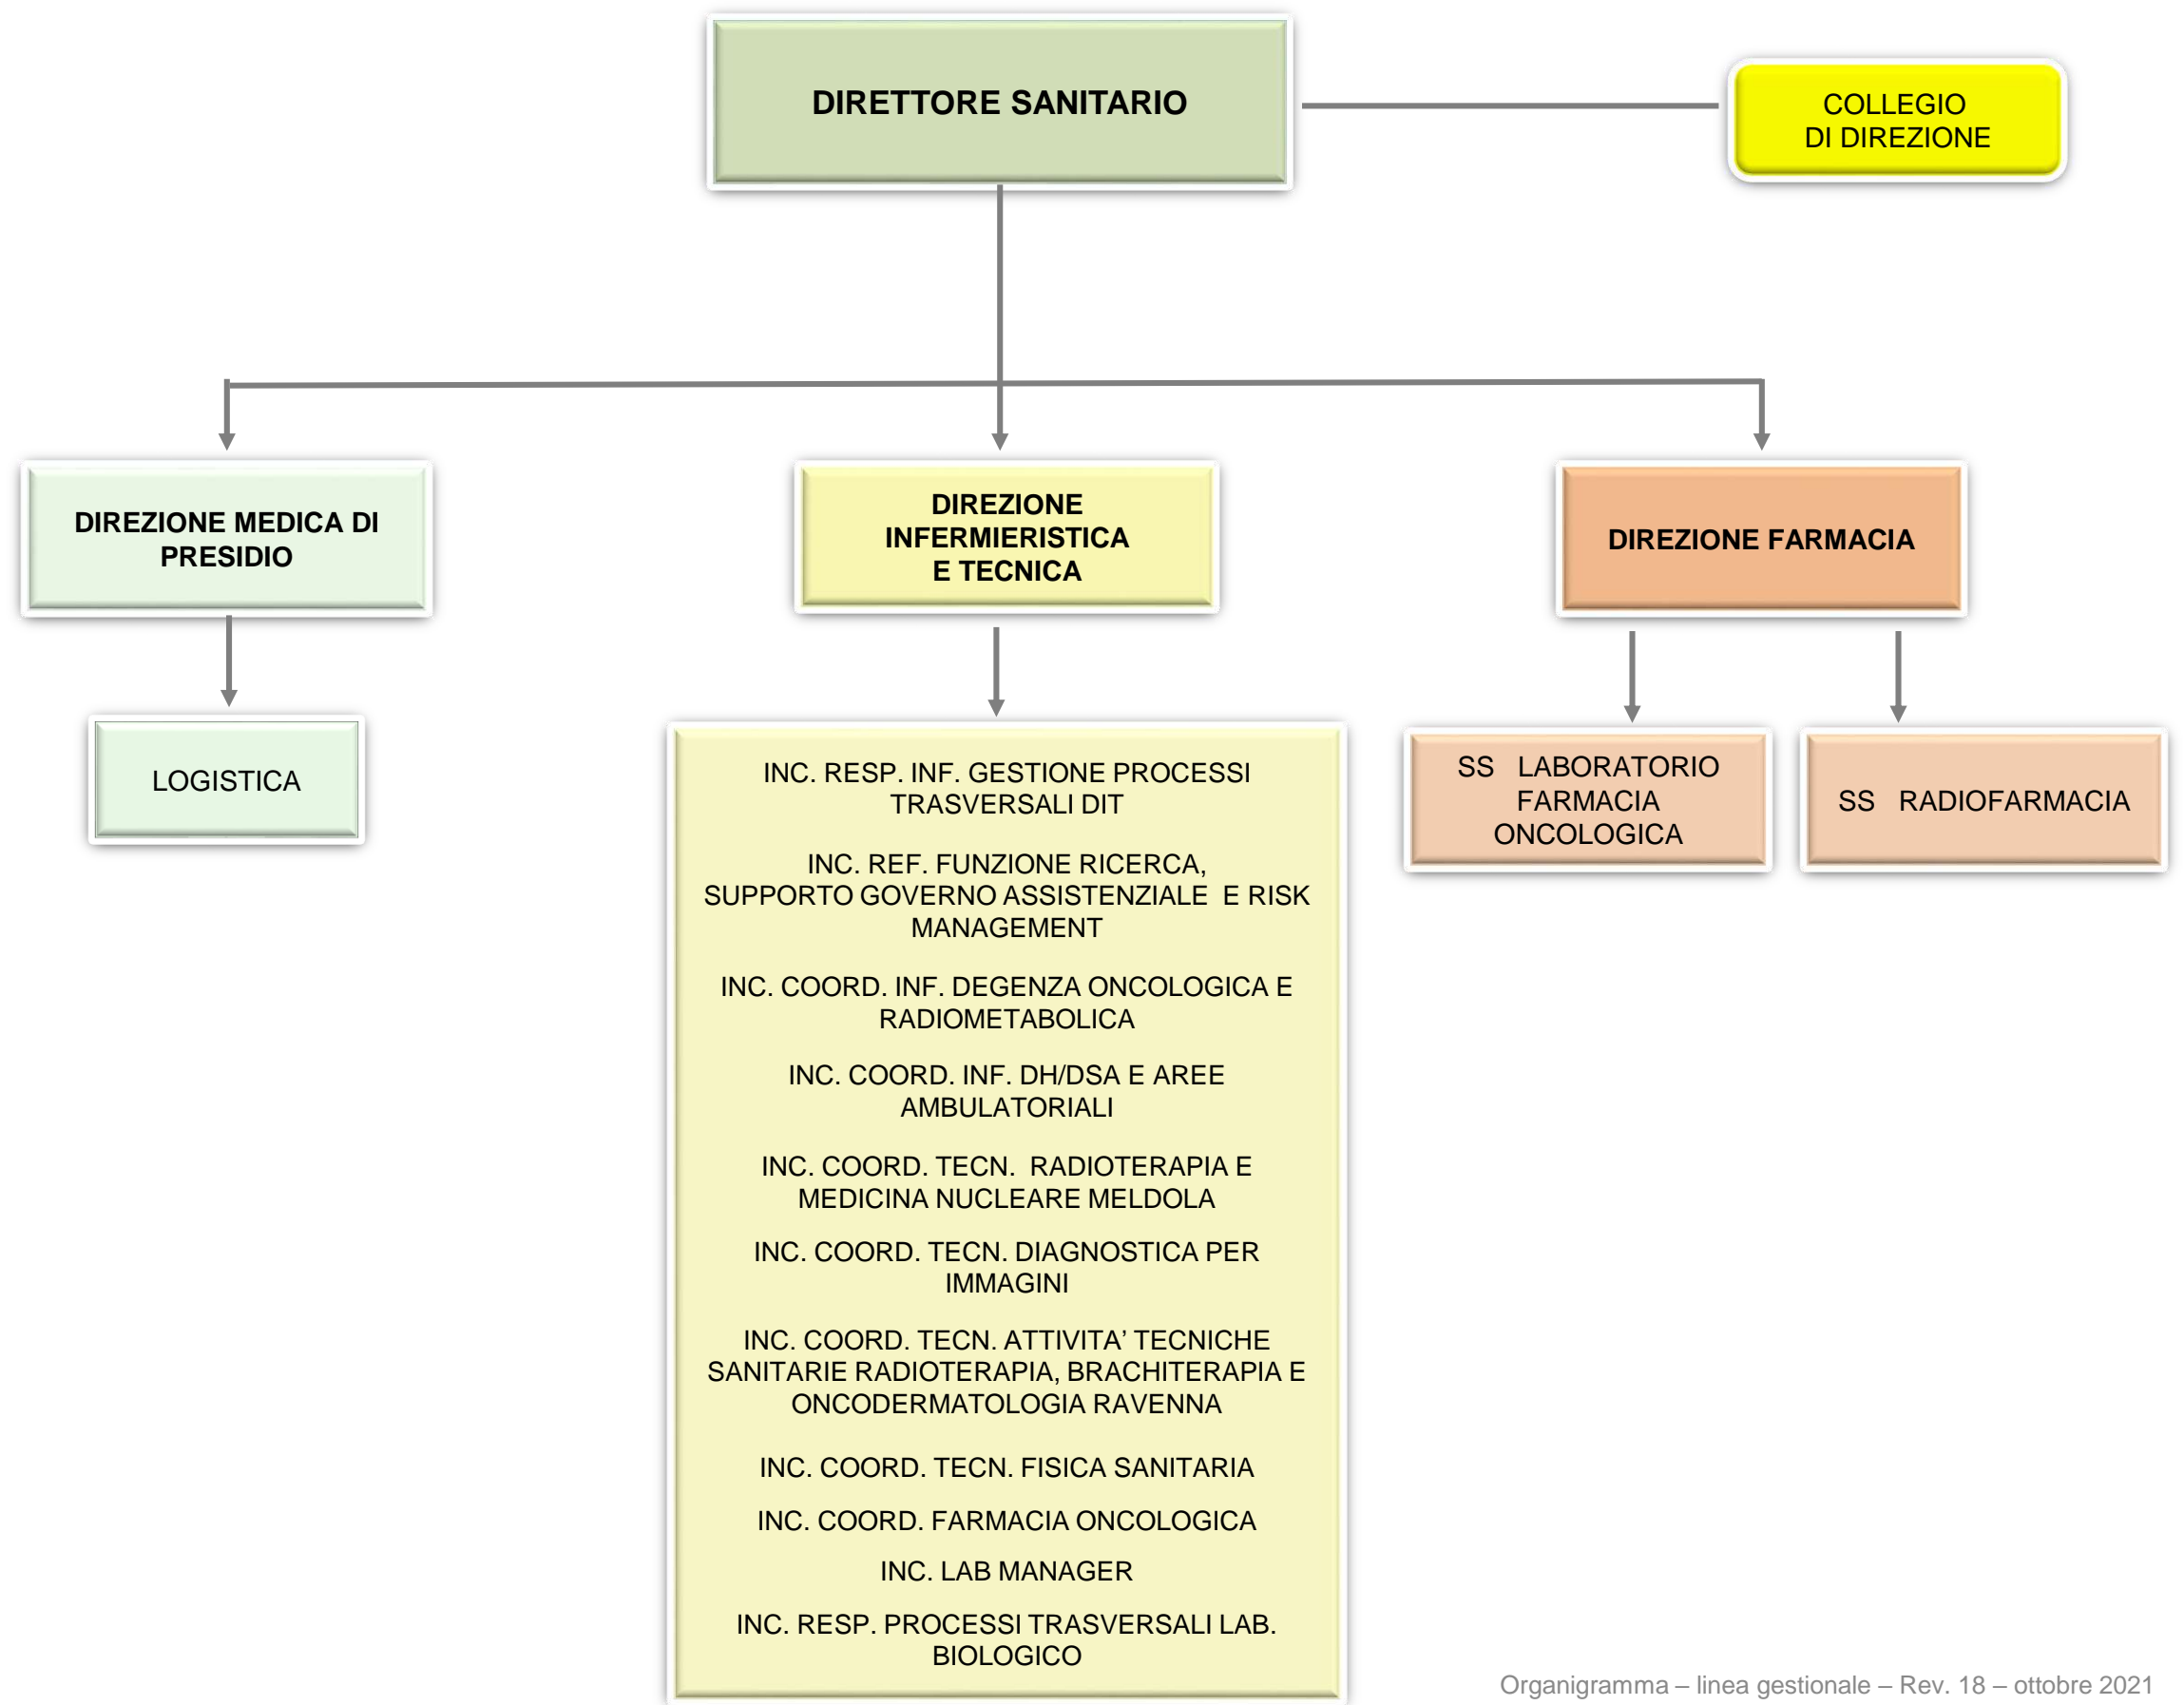 DIRETTORE SANITARIO
COLLEGIO
DI DIREZIONE
DIREZIONE MEDICA DI
PRESIDIO
DIREZIONE
INFERMIERISTICA
E TECNICA
DIREZIONE FARMACIA
LOGISTICA
INC. RESP. INF. GESTIONE PROCESSI
TRASVERSALI DIT
INC. REF. FUNZIONE RICERCA,
SUPPORTO GOVERNO ASSISTENZIALE E RISK
MANAGEMENT
INC. COORD. INF. DEGENZA ONCOLOGICA E
RADIOMETABOLICA
INC. COORD. INF. DH/DSA E AREE
AMBULATORIALI
INC. COORD. TECN. RADIOTERAPIA E
MEDICINA NUCLEARE MELDOLA
INC. COORD. TECN. DIAGNOSTICA PER
IMMAGINI
INC. COORD. TECN. ATTIVITA’ TECNICHE
SANITARIE RADIOTERAPIA, BRACHITERAPIA E
ONCODERMATOLOGIA RAVENNA
INC. COORD. TECN. FISICA SANITARIA
INC. COORD. FARMACIA ONCOLOGICA
INC. LAB MANAGER
INC. RESP. PROCESSI TRASVERSALI LAB.
BIOLOGICO
SS LABORATORIO
FARMACIA
ONCOLOGICA
SS RADIOFARMACIA
Organigramma – linea gestionale – Rev. 18 – ottobre 2021